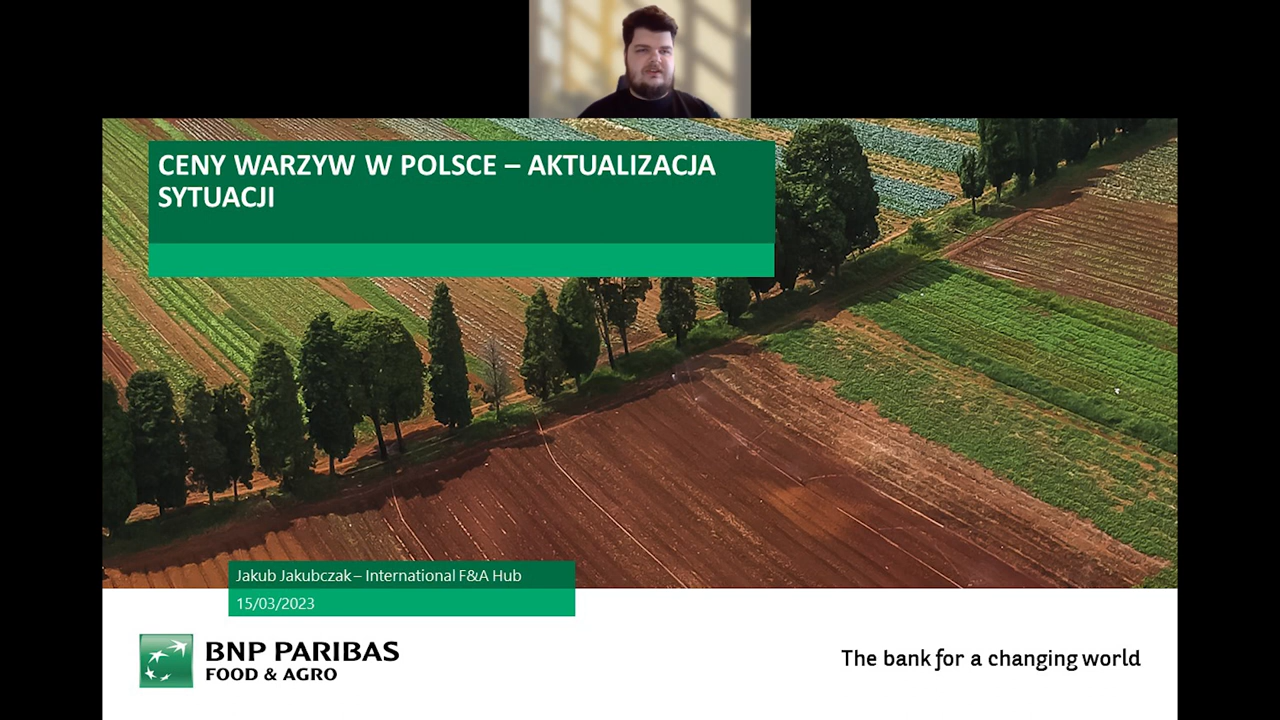 CENY WARZYW W POLSCE – AKTUALIZACJA
SYTUACJI
Jakub Jakubczak – International F&A Hub
15/03/2023
BNP PARIBAS
FOOD & AGRO
The bank for a changing world